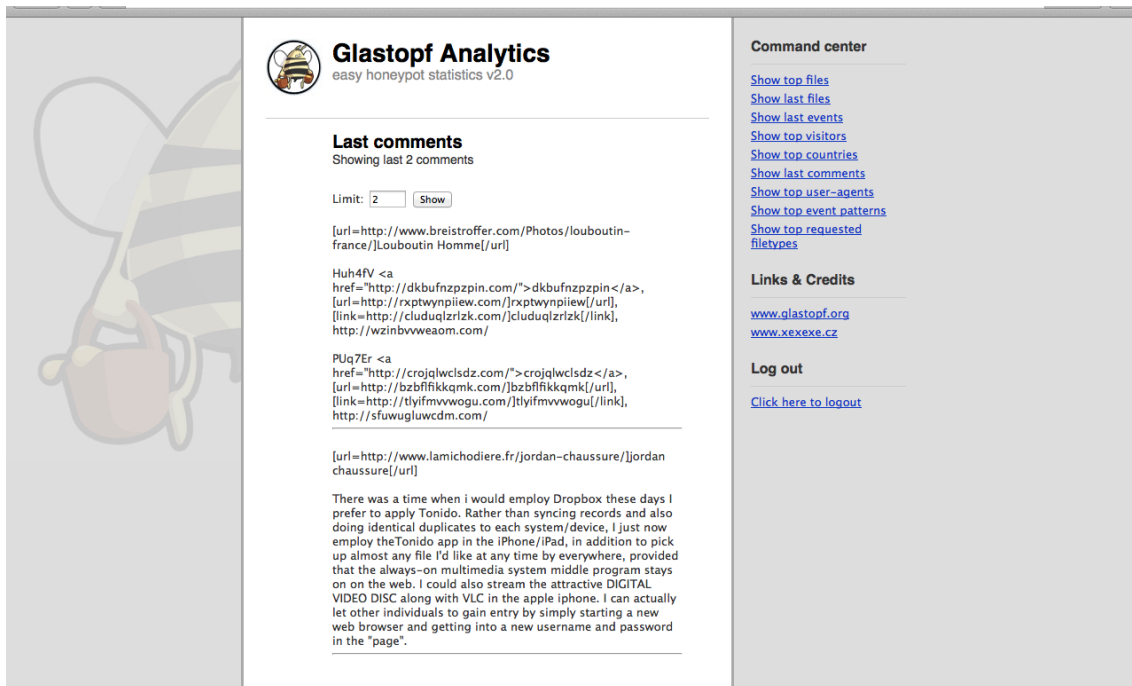 Glastopf Analytics
easy honeypot statistics v2.0
Last comments
Showing last 2 comments
Limit: 2 Show
[url=http://www.breistroffer.com/Photos/louboutin-
france/]Louboutin Homme[/url]
Huh4fV <a
href="http://dkbufnzpzpin.com/">dkbufnzpzpin</a>,
[url=http://rxptwynpiiew.com/]rxptwynpiiew[/url],
[link=http://cluduqlzrlzk.com/]cluduqlzrlzk[/link],
http://wzinbvvweaom.com/
PUq7Er <a
href="http://crojqlwclsdz.com/">crojqlwclsdz</a>,
[url=http://bzbflfikkqmk.com/]bzbflfikkqmk[/url],
[link=http://tlyifmvvwogu.com/]tlyifmvvwogu[/link],
http://sfuwugluwcdm.com/
[url=http://www.lamichodiere.fr/jordan-chaussure/]jordan
chaussure[/url]
There was a time when i would employ Dropbox these days I
prefer to apply Tonido. Rather than syncing records and also
doing identical duplicates to each system/device, I just now
employ theTonido app in the iPhone/iPad, in addition to pick
up almost any file I'd like at any time by everywhere, provided
that the always-on multimedia system middle program stays
on on the web. I could also stream the attractive DIGITAL
VIDEO DISC along with VLC in the apple iphone. I can actually
let other individuals to gain entry by simply starting a new
web browser and getting into a new username and password
in the "page".
Command center
Show top files
Show last files
Show last events
Show top visitors
Show top countries
Show last comments
Show top user-agents
Show top event patterns
Show top requested
filetypes
Links & Credits
www.glastopf.org
www.xexexe.cz
Log out
Click here to logout